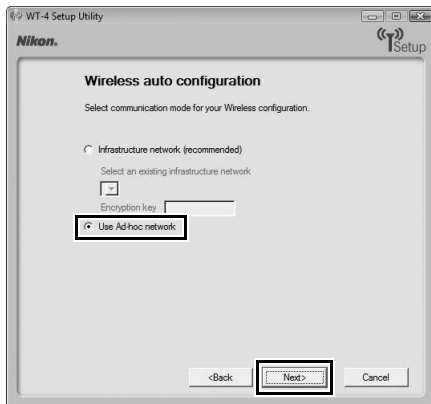 WT-4 Setup Utility
Nikon.
Setup
Wireless auto configuration
Select communication mode for your Wireless configuration.
Infrastructure network (recommended)
Select an existing infrastructure network
Encryption key
Use Ad-hoc network
<Back
Next>
Cancel